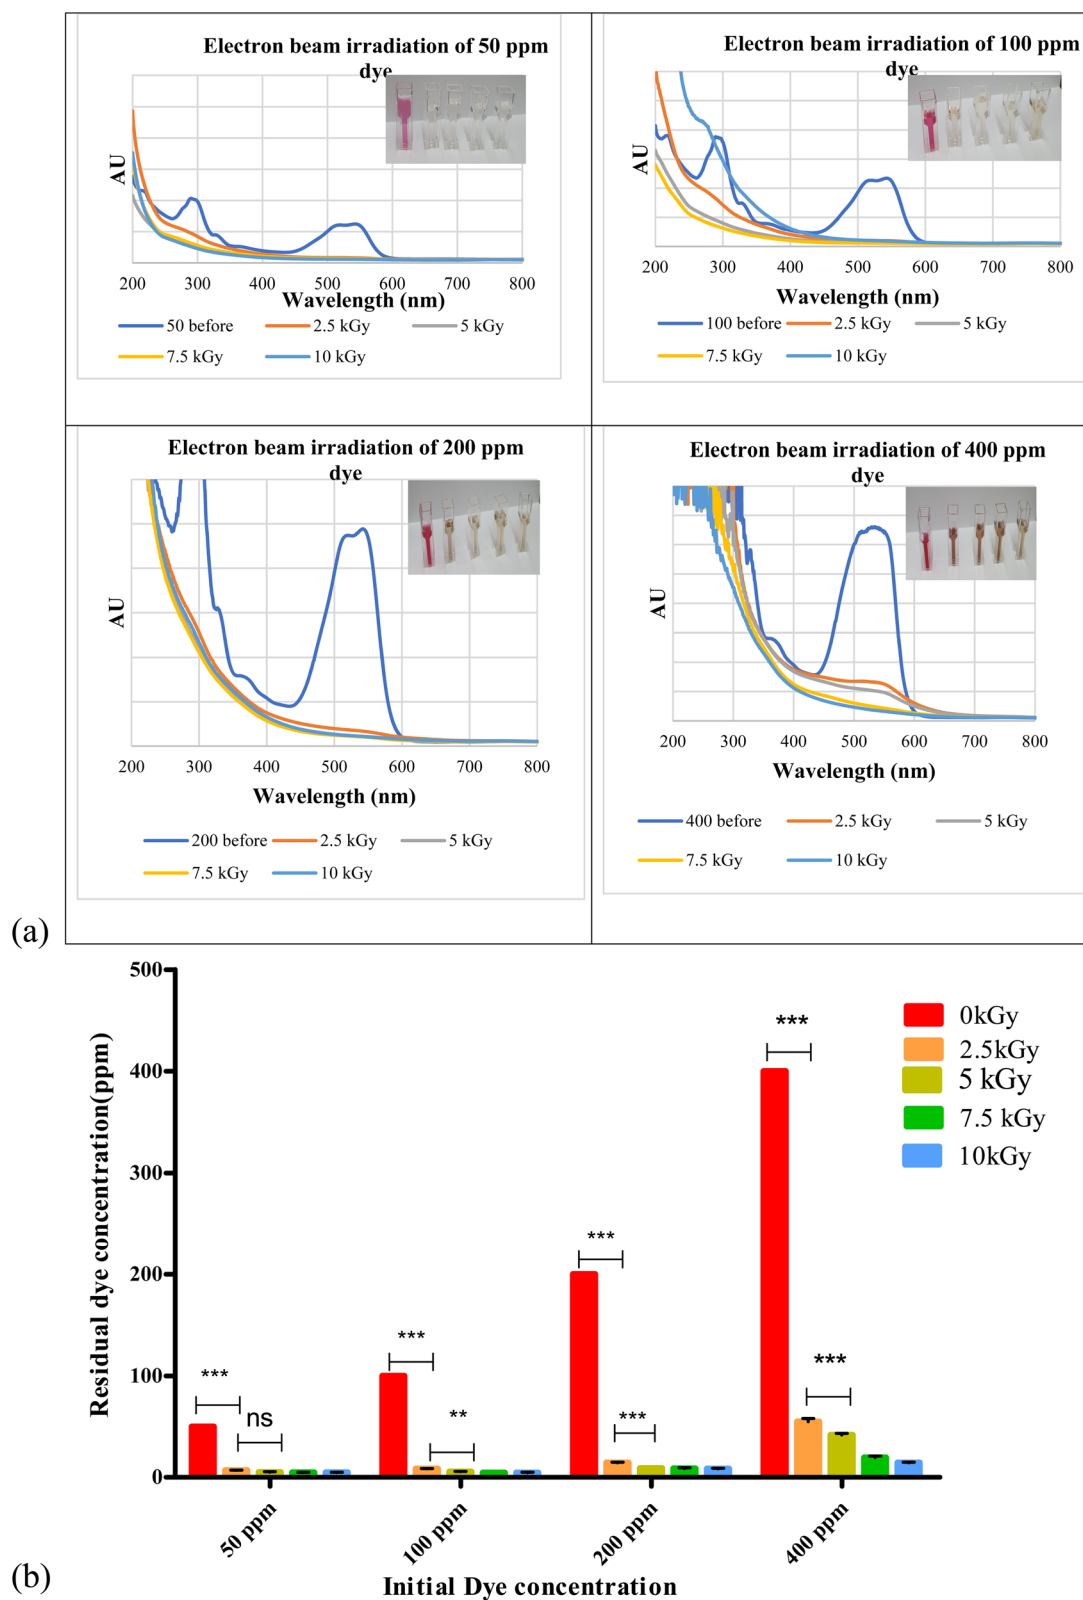 Electron beam irradiation of 50 ppm
dye
AU
200 300 400 500 600 700 800
Wavelength (nm)
50 before 2.5 kGy 5 kGy
7.5 kGy 10 kGy
Electron beam irradiation of 100 ppm
dye
AU
200 300 400 500 600 700 800
Wavelength (nm)
100 before 2.5 kGy 5 kGy
7.5 kGy 10 kGy
Electron beam irradiation of 200 ppm
dye
AU
200 300 400 500 600 700 800
Wavelength (nm)
200 before 2.5 kGy 5 kGy
7.5 kGy 10 kGy
Electron beam irradiation of 400 ppm
dye
AU
200 300 400 500 600 700 800
Wavelength (nm)
400 before 2.5 kGy 5 kGy
7.5 kGy 10 kGy
(a)
Residual dye concentration(ppm)
500
400
300
200
100
0
***
ns
***
**
***
***
***
***
0kGy
2.5kGy
5 kGy
7.5 kGy
10kGy
50 ppm
100 ppm
200 ppm
400 ppm
Initial Dye concentration
(b)